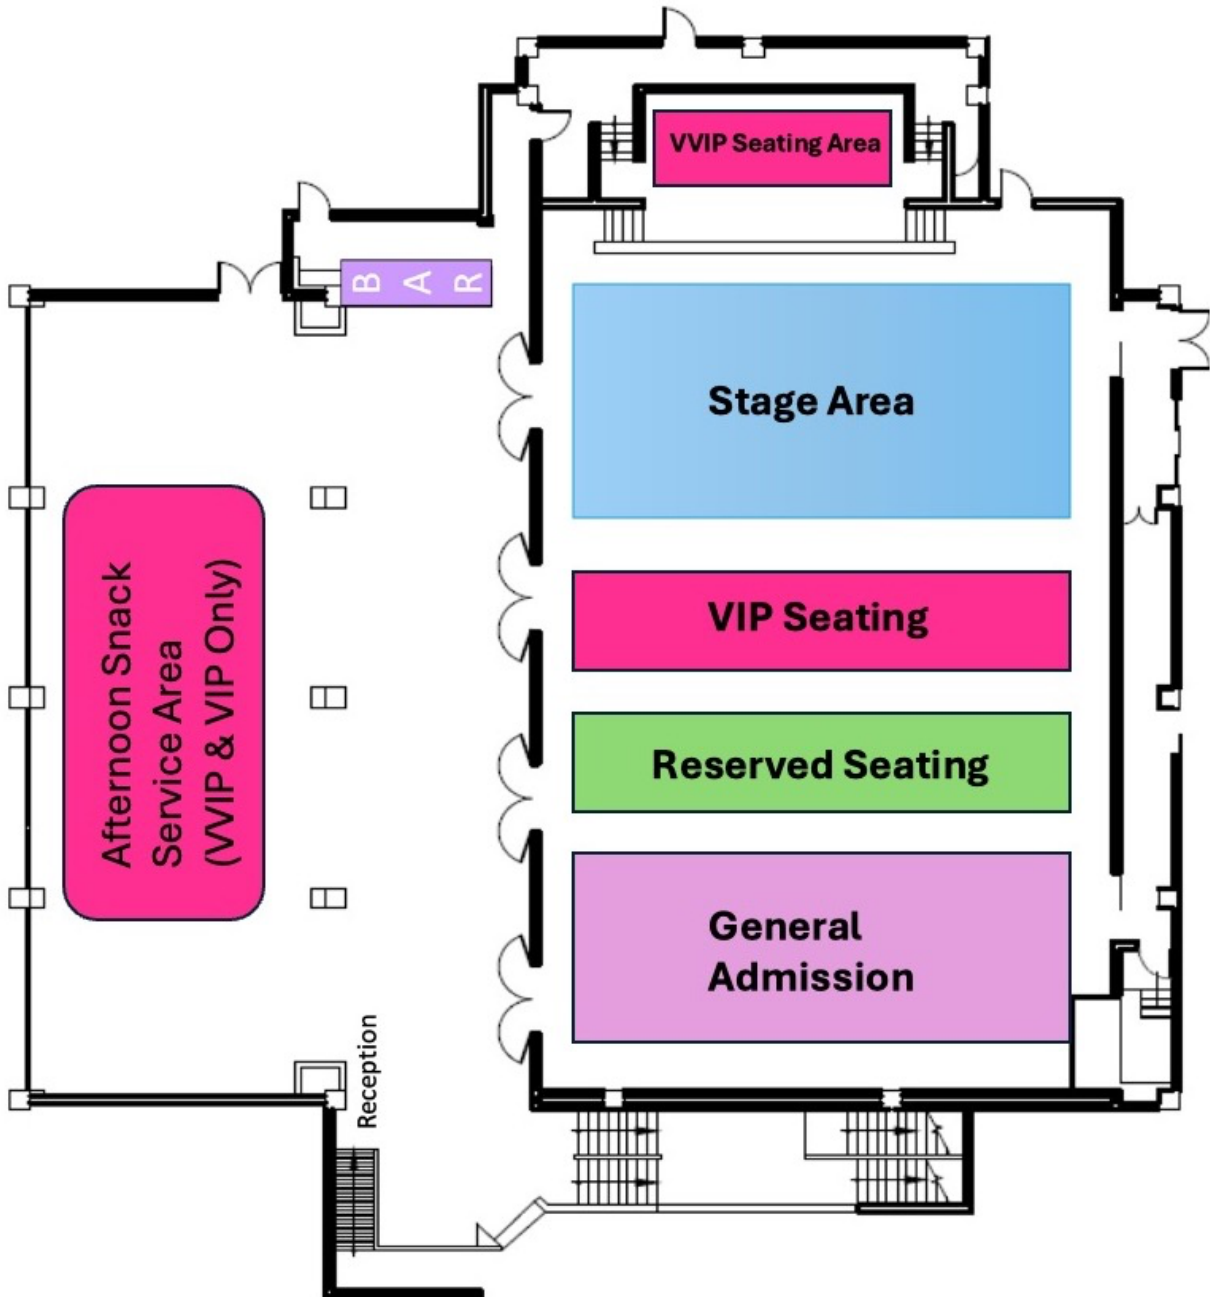 VVIP Seating Area
BAR
Stage Area
VIP Seating
Afternoon Snack
Service Area
(VVIP & VIP Only)
Reserved Seating
General
Admission
Reception